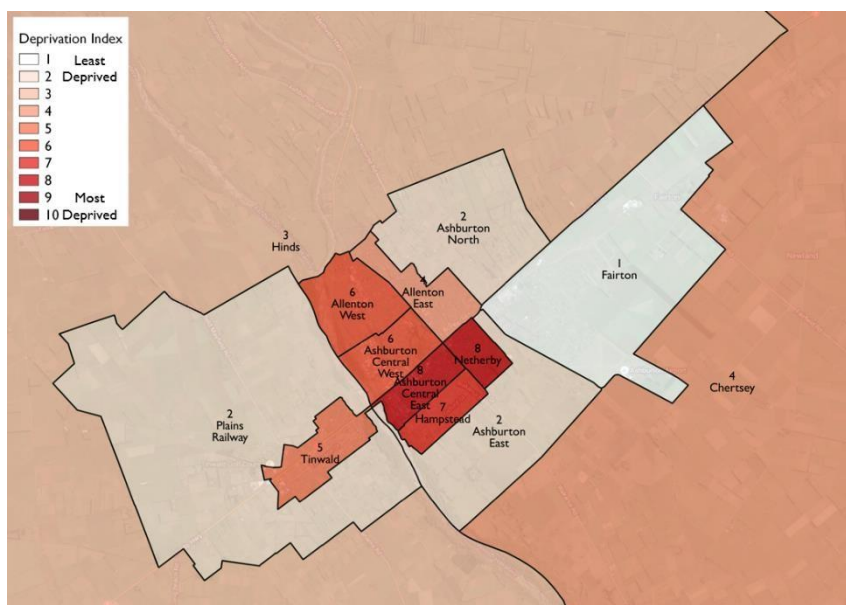 Deprivation Index
1 Least
2 Deprived
3
4
5
6
7
8
9 Most
10 Deprived
2
Ashburton
North
3
Hinds
1
Fairton
4
Allenton
East
6
Allenton
West
6
Ashburton
Central
West
8
Netherby
8
Ashburton
Central
East
7
Hampstead
4
Chertsey
2
Plains
Railway
2
Ashburton
East
5
Tinwald